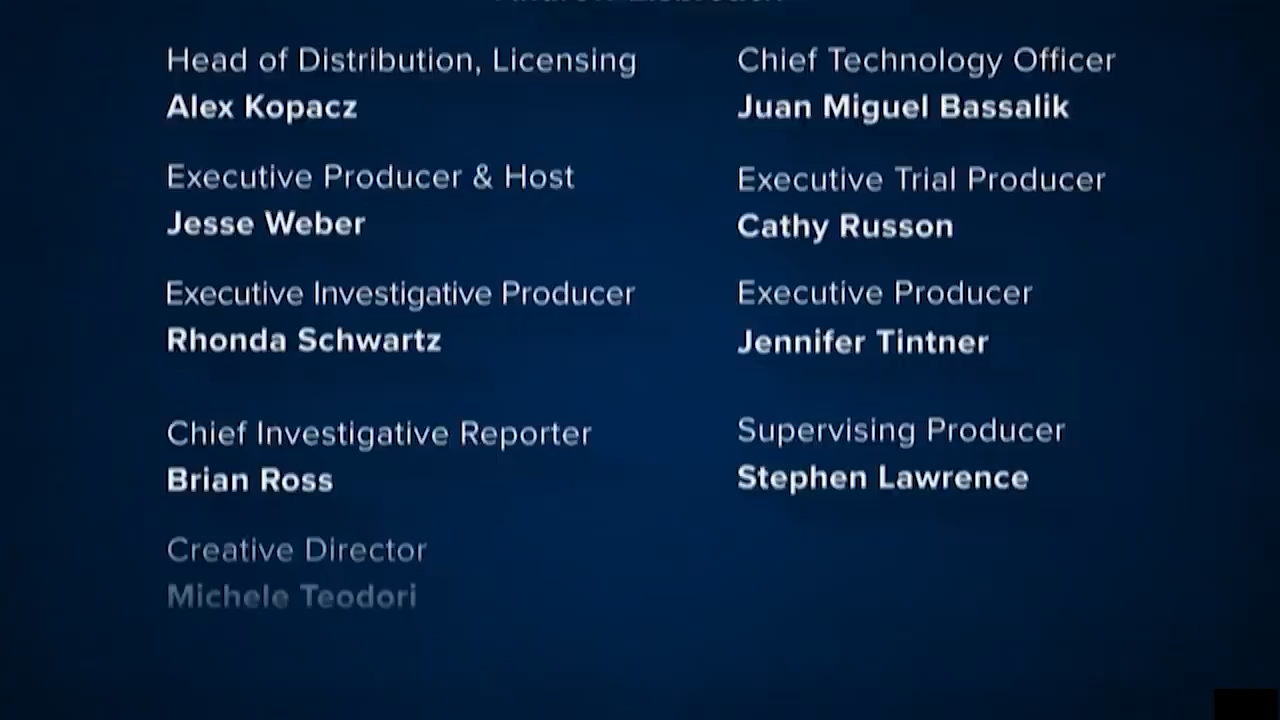 Head of Distribution, Licensing
Alex Kopacz
Chief Technology Officer
Juan Miguel Bassalik
Executive Producer & Host
Jesse Weber
Executive Trial Producer
Cathy Russon
Executive Investigative Producer
Rhonda Schwartz
Executive Producer
Jennifer Tintner
Chief Investigative Reporter
Brian Ross
Supervising Producer
Stephen Lawrence
Creative Director
Michele Teodori